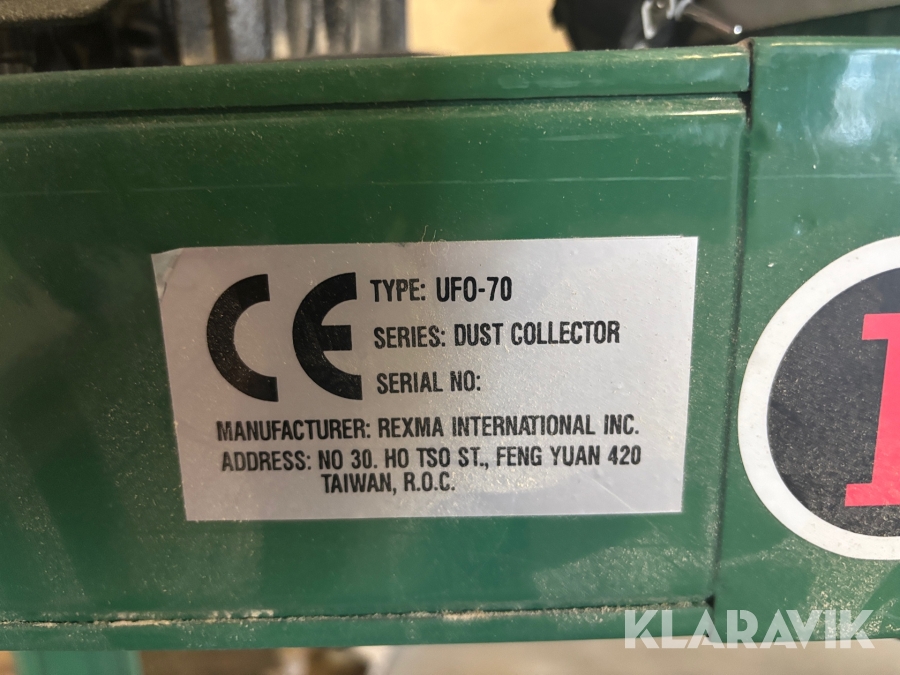 CE
TYPE: UFO-70
SERIES: DUST COLLECTOR
SERIAL NO:
MANUFACTURER: REXMA INTERNATIONAL INC.
ADDRESS: NO 30. HO TSO ST., FENG YUAN 420
TAIWAN, R.O.C.
KLARAVIK